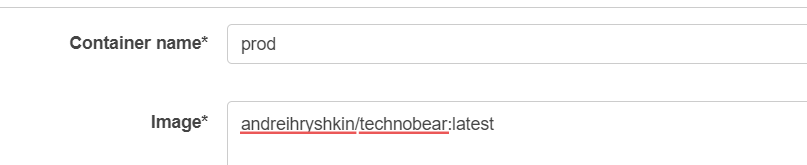 Container name* prod
Image* andreihryshkin/technobear:latest